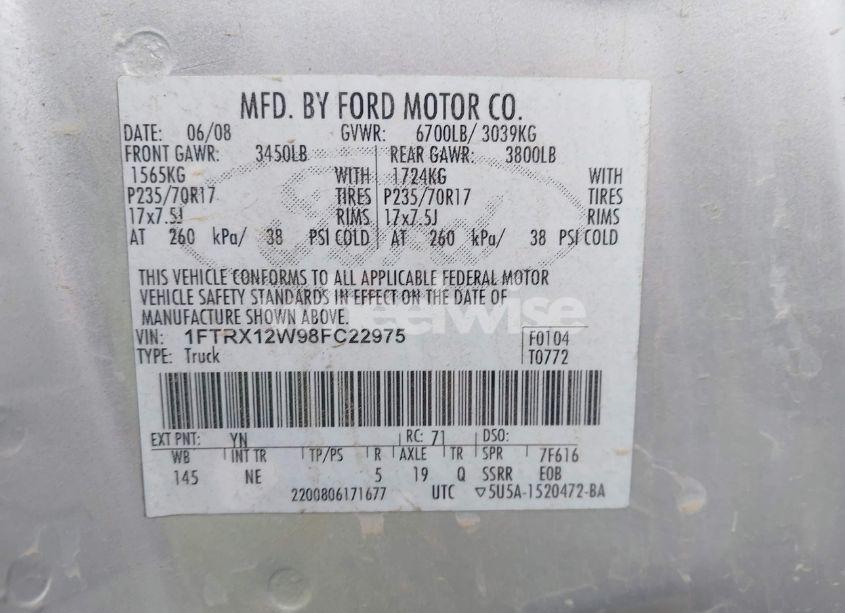 MFD. BY FORD MOTOR CO.
DATE: 06/08 GVWR: 6700LB/ 3039KG
FRONT GAWR: 3450LB REAR GAWR: 3800LB
1565KG WITH 1724KG WITH
P235/70R17 TIRES P235/70R17 TIRES
17x7.5J RIMS 17x7.5J RIMS
AT 260 kPa/ 38 PSI COLD AT 260 kPa/ 38 PSI COLD
THIS VEHICLE CONFORMS TO ALL APPLICABLE FEDERAL MOTOR
VEHICLE SAFETY STANDARDS IN EFFECT ON THE DATE OF
MANUFACTURE SHOWN ABOVE.
VIN: 1FTRX12W98FC22975 F0104
TYPE: Truck T0772
EXT PNT: YN RC: 71 DSO:
WB INT TR TP/PS R AXLE TR SPR 7F616
145 NE 5 19 Q SSRR EOB
2200806171677 UTC ▽5U5A-1520472-BA